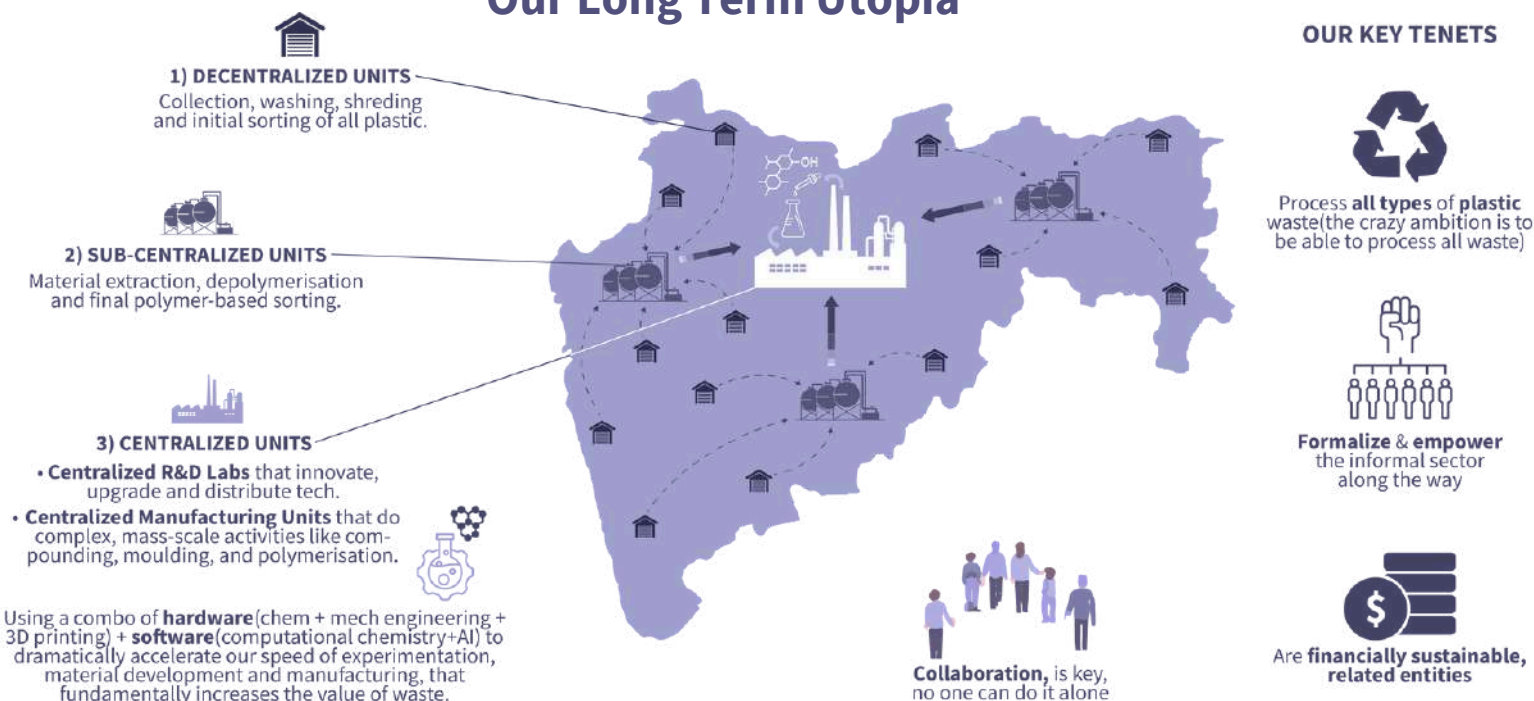 Our Long Term Utopia
1) DECENTRALIZED UNITS
Collection, washing, shreding
and initial sorting of all plastic.
2) SUB-CENTRALIZED UNITS
Material extraction, depolymerisation
and final polymer-based sorting.
3) CENTRALIZED UNITS
• Centralized R&D Labs that innovate,
upgrade and distribute tech.
• Centralized Manufacturing Units that do
complex, mass-scale activities like com-
pounding, moulding, and polymerisation.
Using a combo of hardware(chem + mech engineering +
3D printing) + software(computational chemistry+AI) to
dramatically accelerate our speed of experimentation,
material development and manufacturing, that
fundamentally increases the value of waste.
OH
Collaboration, is key,
no one can do it alone
OUR KEY TENETS
Process all types of plastic
waste(the crazy ambition is to
be able to process all waste)
Formalize & empower
the informal sector
along the way
$
Are financially sustainable,
related entities